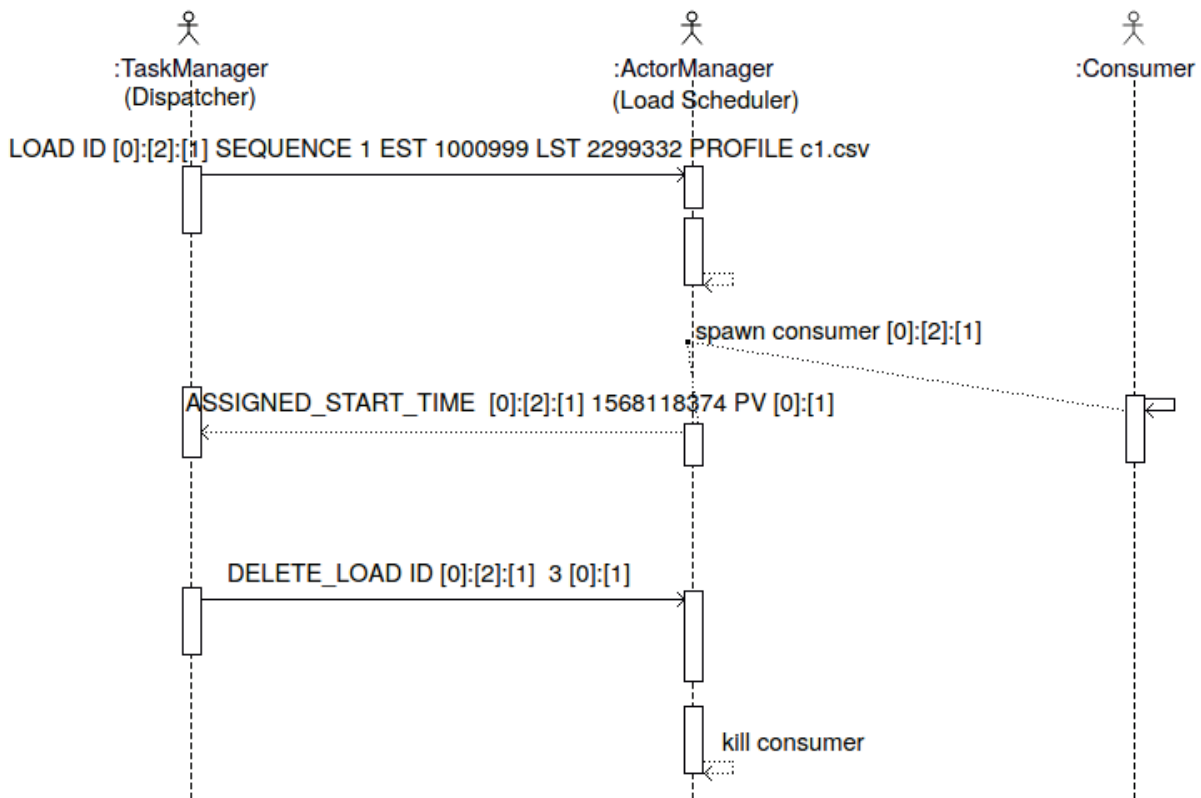 :TaskManager
(Dispatcher)
:ActorManager
(Load Scheduler)
:Consumer
LOAD ID [0]:[2]:[1] SEQUENCE 1 EST 1000999 LST 2299332 PROFILE c1.csv
spawn consumer [0]:[2]:[1]
ASSIGNED_START_TIME [0]:[2]:[1] 1568118374 PV [0]:[1]
DELETE_LOAD ID [0]:[2]:[1] 3 [0]:[1]
kill consumer